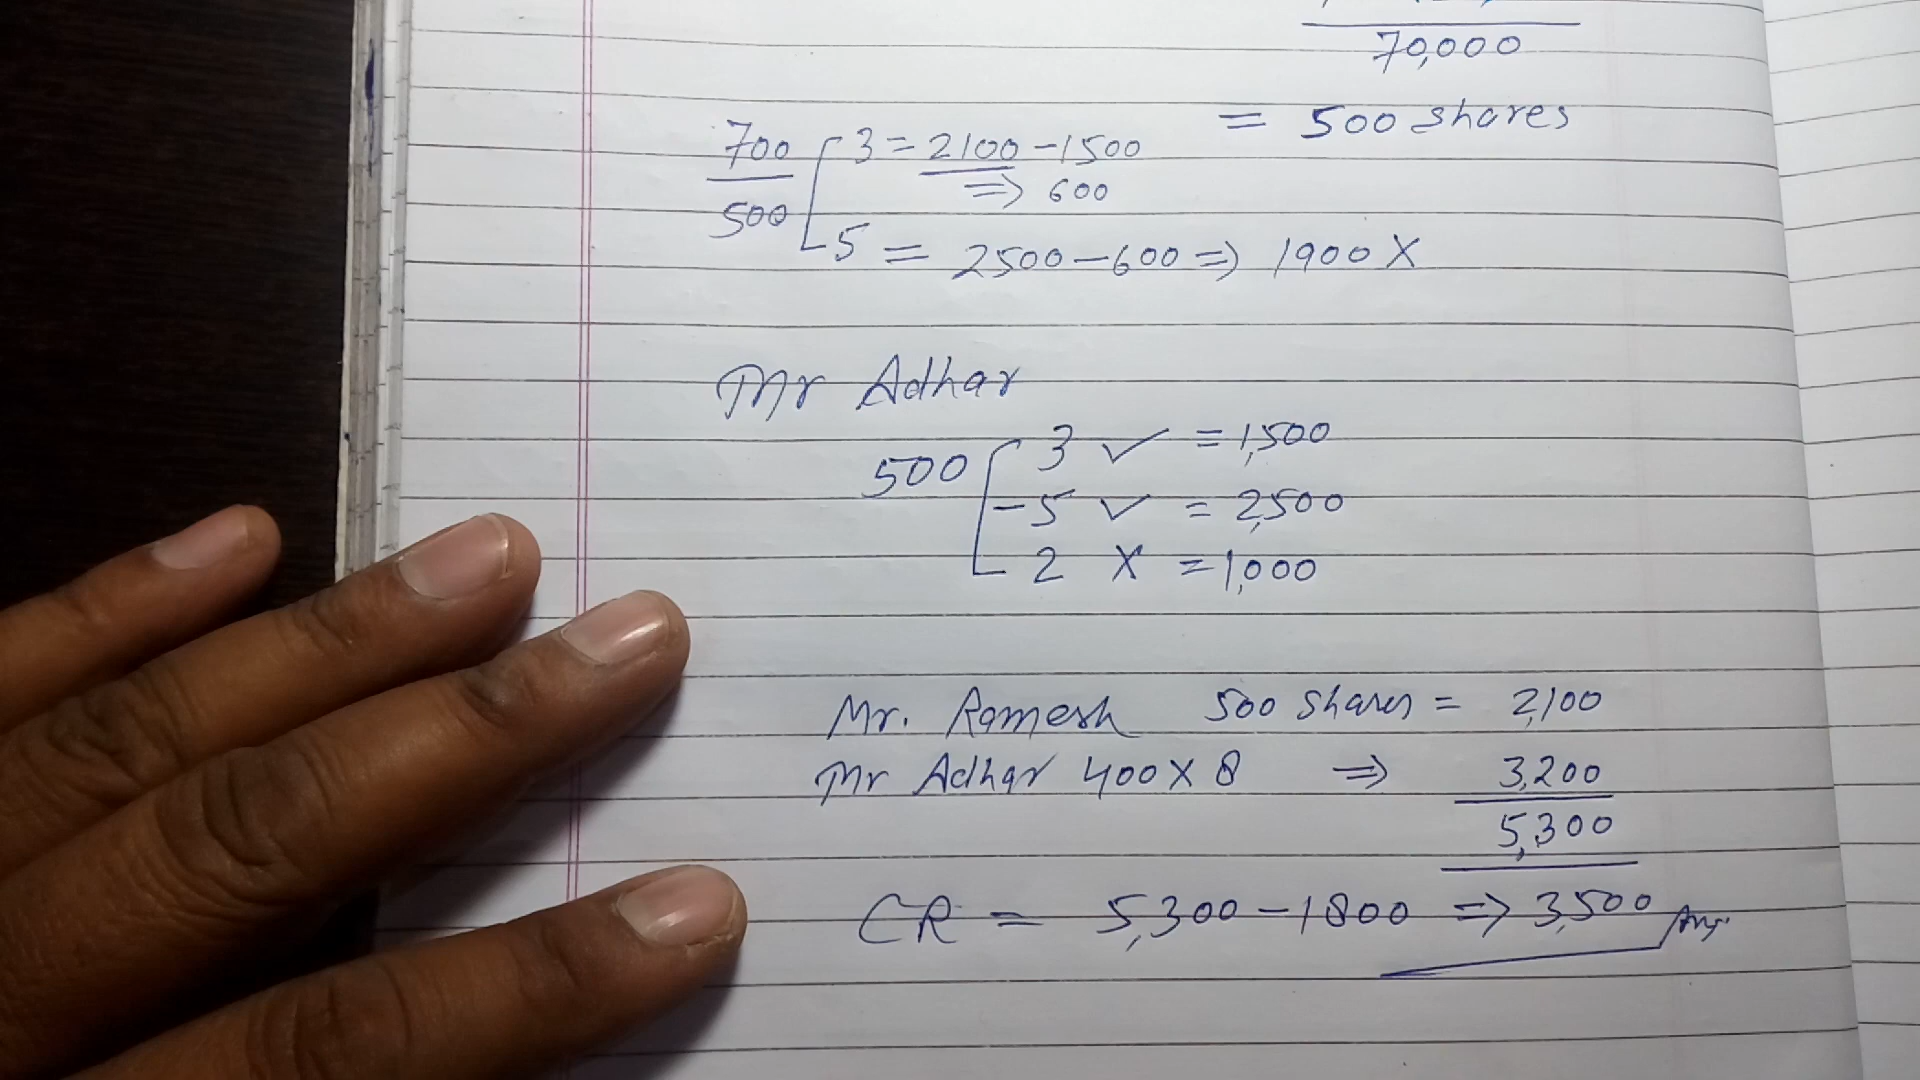 70,000
= 500 shares
700 3 = 2100 - 1500
=> 600
500 5 = 2500 - 600 => 1900 X
Mr Adhar
500 3 ✓ = 1,500
- 5 ✓ = 2,500
2 X = 1,000
Mr. Ramesh 500 shares = 2,100
Mr Adhar 400 X 8 => 3,200
5,300
CR = 5,300 - 1800 => 3,500 Ans